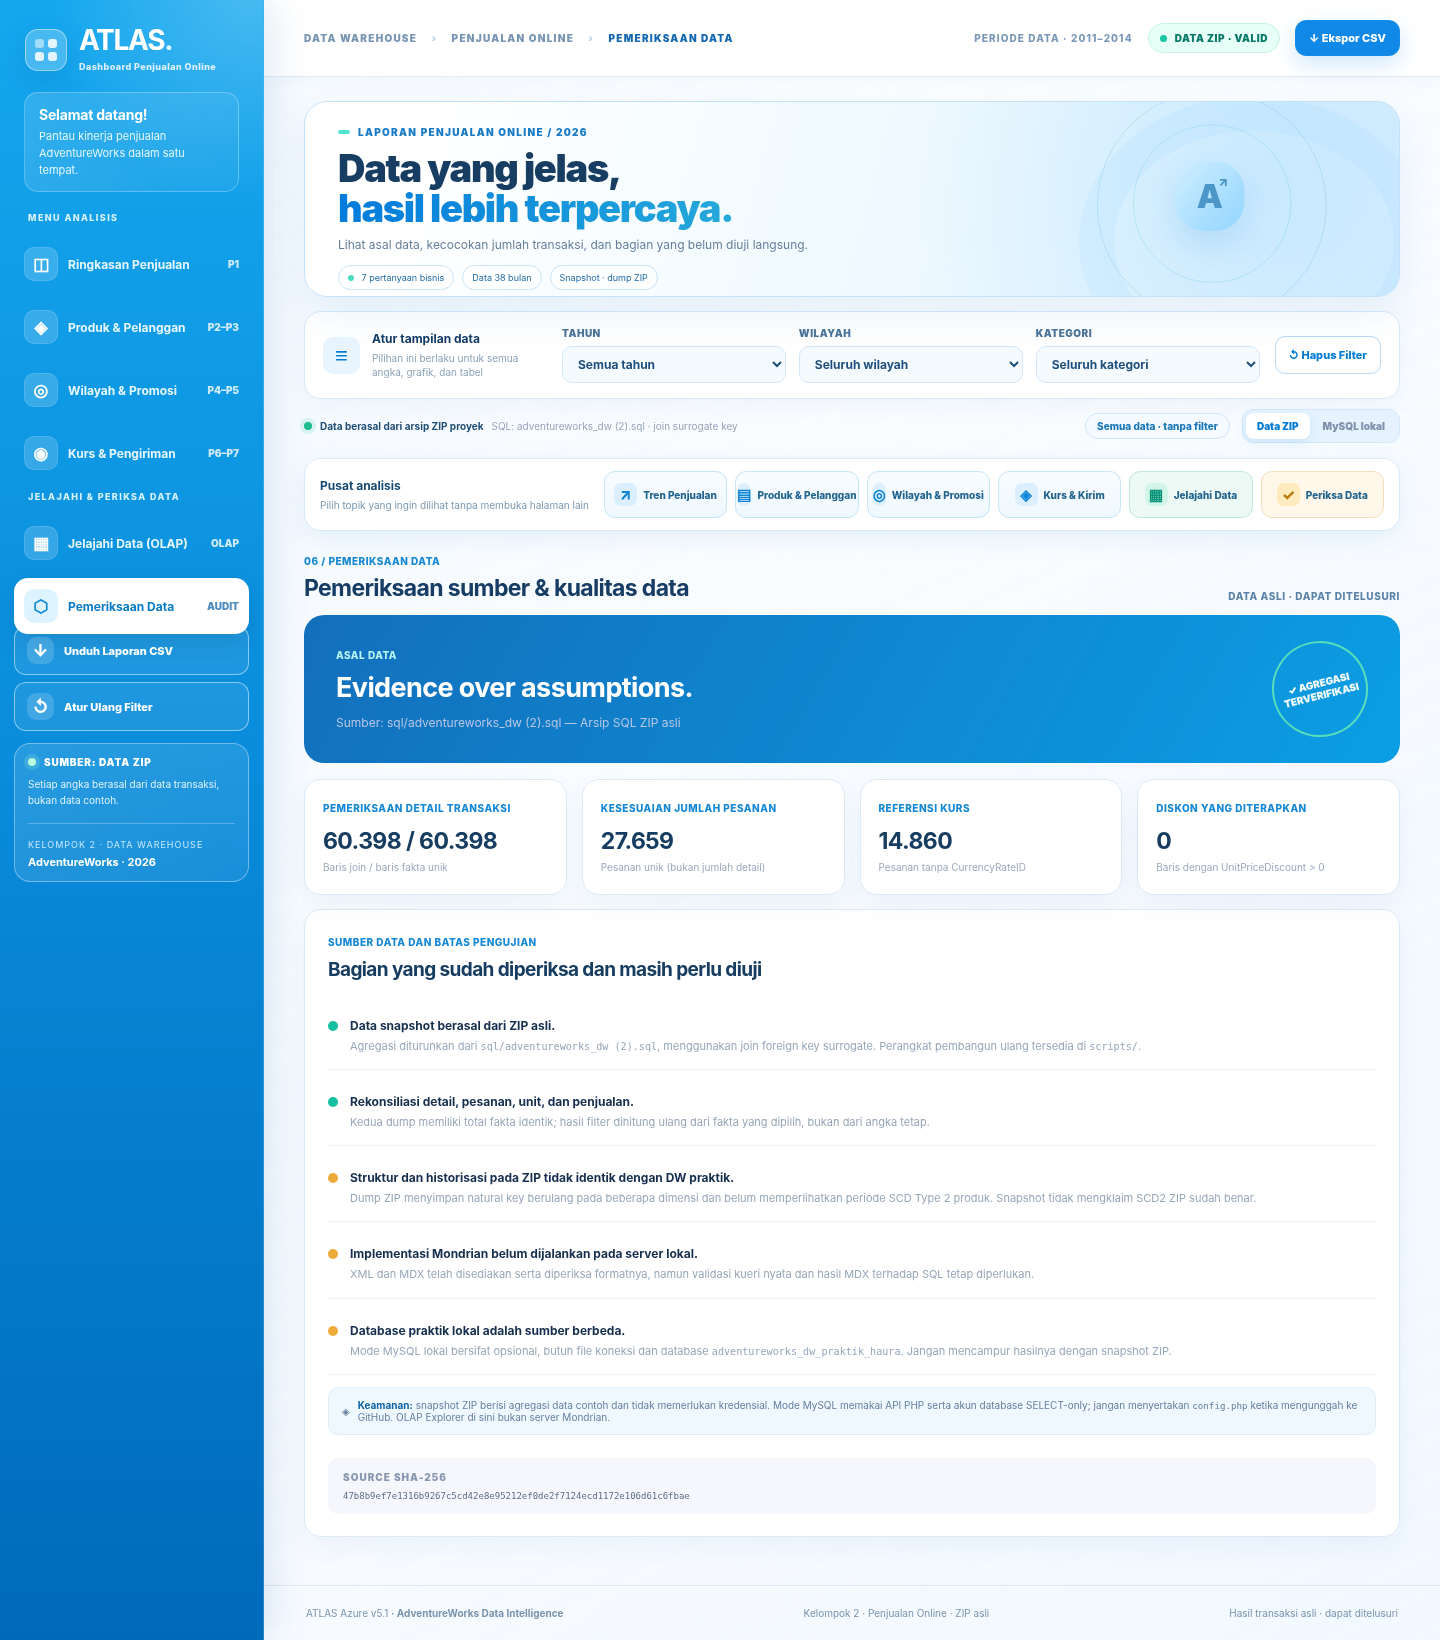 ATLAS.
Dashboard Penjualan Online
Selamat datang!
Pantau kinerja penjualan
AdventureWorks dalam satu
tempat.
MENU ANALISIS
Ringkasan Penjualan P1
Produk & Pelanggan P2–P3
Wilayah & Promosi P4–P5
Kurs & Pengiriman P6–P7
JELAJAHI & PERIKSA DATA
Jelajahi Data (OLAP) OLAP
Pemeriksaan Data AUDIT
Unduh Laporan CSV
Atur Ulang Filter
SUMBER: DATA ZIP
Setiap angka berasal dari data transaksi,
bukan data contoh.
KELOMPOK 2 · DATA WAREHOUSE
AdventureWorks · 2026
DATA WAREHOUSE › PENJUALAN ONLINE › PEMERIKSAAN DATA
PERIODE DATA · 2011–2014
DATA ZIP · VALID
↓ Ekspor CSV
LAPORAN PENJUALAN ONLINE / 2026
Data yang jelas,
hasil lebih terpercaya.
Lihat asal data, kecocokan jumlah transaksi, dan bagian yang belum diuji langsung.
7 pertanyaan bisnis
Data 38 bulan
Snapshot · dump ZIP
A
Atur tampilan data
Pilihan ini berlaku untuk semua
angka, grafik, dan tabel
TAHUN
Semua tahun
WILAYAH
Seluruh wilayah
KATEGORI
Seluruh kategori
↺ Hapus Filter
Data berasal dari arsip ZIP proyek SQL: adventureworks_dw (2).sql · join surrogate key
Semua data · tanpa filter
Data ZIP
MySQL lokal
Pusat analisis
Pilih topik yang ingin dilihat tanpa membuka halaman lain
Tren Penjualan
Produk & Pelanggan
Wilayah & Promosi
Kurs & Kirim
Jelajahi Data
Periksa Data
06 / PEMERIKSAAN DATA
Pemeriksaan sumber & kualitas data
DATA ASLI · DAPAT DITELUSURI
ASAL DATA
Evidence over assumptions.
Sumber: sql/adventureworks_dw (2).sql — Arsip SQL ZIP asli
✓ AGREGASI
TERVERIFIKASI
PEMERIKSAAN DETAIL TRANSAKSI
60.398 / 60.398
Baris join / baris fakta unik
KESESUAIAN JUMLAH PESANAN
27.659
Pesanan unik (bukan jumlah detail)
REFERENSI KURS
14.860
Pesanan tanpa CurrencyRateID
DISKON YANG DITERAPKAN
0
Baris dengan UnitPriceDiscount > 0
SUMBER DATA DAN BATAS PENGUJIAN
Bagian yang sudah diperiksa dan masih perlu diuji
Data snapshot berasal dari ZIP asli.
Agregasi diturunkan dari sql/adventureworks_dw (2).sql, menggunakan join foreign key surrogate. Perangkat pembangun ulang tersedia di scripts/.
Rekonsiliasi detail, pesanan, unit, dan penjualan.
Kedua dump memiliki total fakta identik; hasil filter dihitung ulang dari fakta yang dipilih, bukan dari angka tetap.
Struktur dan historisasi pada ZIP tidak identik dengan DW praktik.
Dump ZIP menyimpan natural key berulang pada beberapa dimensi dan belum memperlihatkan periode SCD Type 2 produk. Snapshot tidak mengklaim SCD2 ZIP sudah benar.
Implementasi Mondrian belum dijalankan pada server lokal.
XML dan MDX telah disediakan serta diperiksa formatnya, namun validasi kueri nyata dan hasil MDX terhadap SQL tetap diperlukan.
Database praktik lokal adalah sumber berbeda.
Mode MySQL lokal bersifat opsional, butuh file koneksi dan database adventureworks_dw_praktik_haura. Jangan mencampur hasilnya dengan snapshot ZIP.
Keamanan: snapshot ZIP berisi agregasi data contoh dan tidak memerlukan kredensial. Mode MySQL memakai API PHP serta akun database SELECT-only; jangan menyertakan config.php ketika mengunggah ke
GitHub. OLAP Explorer di sini bukan server Mondrian.
SOURCE SHA-256
47b8b9ef7e1316b9267c5cd42e8e95212ef0de2f7124ecd1172e106d61c6fbae
ATLAS Azure v5.1 · AdventureWorks Data Intelligence
Kelompok 2 · Penjualan Online · ZIP asli
Hasil transaksi asli · dapat ditelusuri